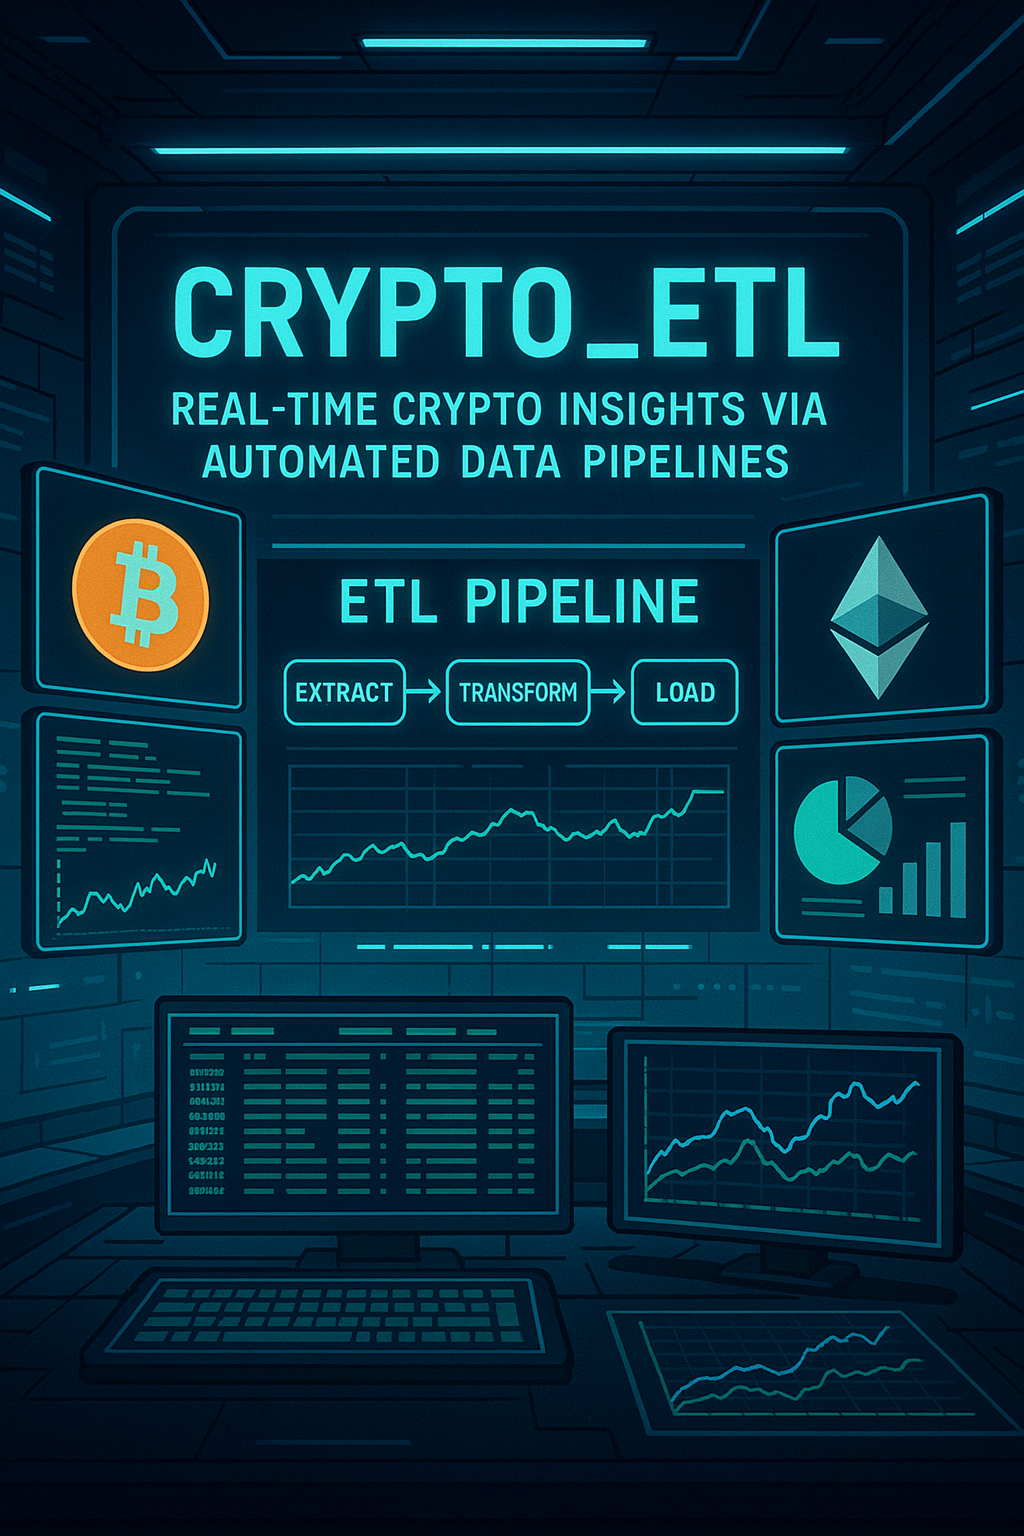 CRYPTO_ETL
REAL-TIME CRYPTO INSIGHTS VIA
AUTOMATED DATA PIPELINES
ETL PIPELINE
EXTRACT
TRANSFORM
LOAD